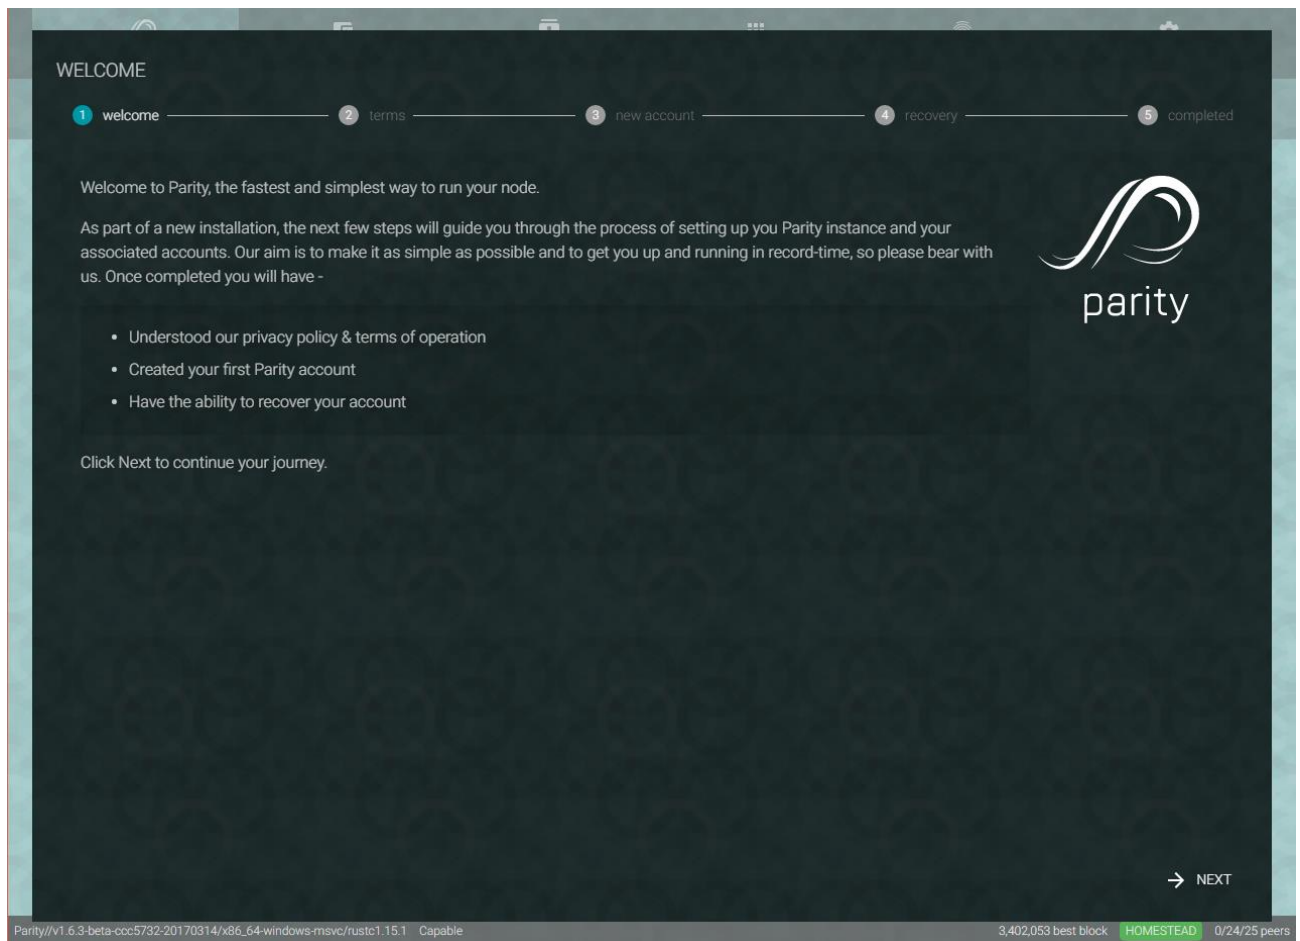 WELCOME
1 welcome 2 terms 3 new account 4 recovery 5 completed
Welcome to Parity, the fastest and simplest way to run your node.
As part of a new installation, the next few steps will guide you through the process of setting up you Parity instance and your
associated accounts. Our aim is to make it as simple as possible and to get you up and running in record-time, so please bear with
us. Once completed you will have -
parity
• Understood our privacy policy & terms of operation
• Created your first Parity account
• Have the ability to recover your account
Click Next to continue your journey.
→ NEXT
Parity//v1.6.3-beta-ccc5732-20170314/x86_64-windows-msvc/rustc1.15.1 Capable 3,402,053 best block HOMESTEAD 0/24/25 peers